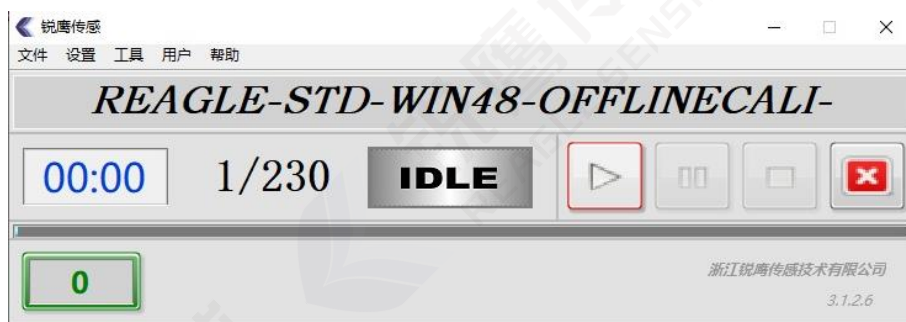 锐鹰传感
文件 设置 工具 用户 帮助
REAGLE-STD-WIN48-OFFLINECALI-
00:00 1/230 IDLE
0
浙江锐鹰传感技术有限公司
3.1.2.6